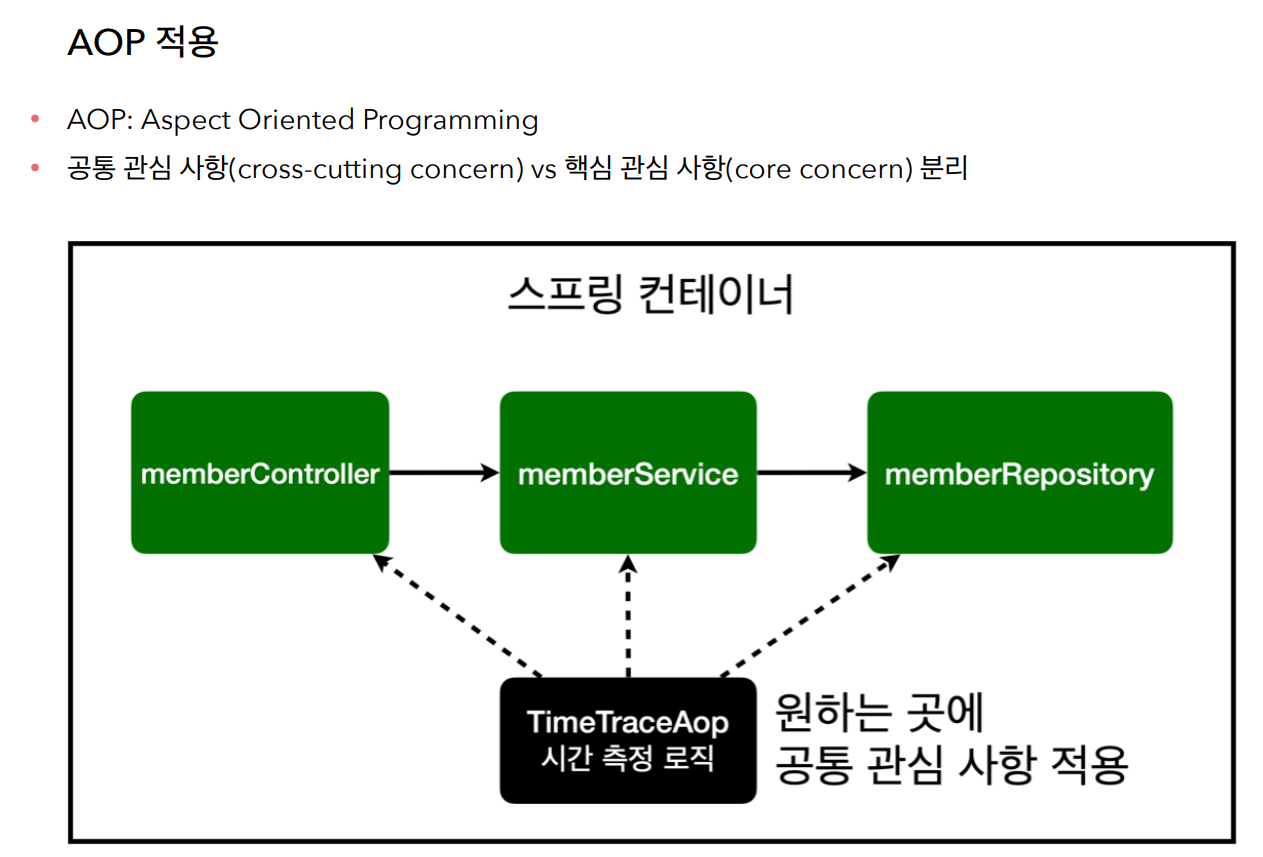 AOP 적용
• AOP: Aspect Oriented Programming
• 공통 관심 사항(cross-cutting concern) vs 핵심 관심 사항(core concern) 분리
스프링 컨테이너
memberController
memberService
memberRepository
TimeTraceAop
시간 측정 로직
원하는 곳에
공통 관심 사항 적용